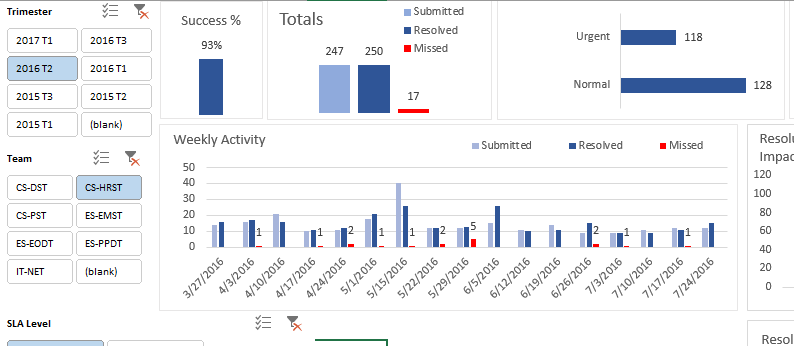 Trimester
2017 T1
2016 T3
2016 T2
2016 T1
2015 T3
2015 T2
2015 T1
(blank)
Team
CS-DST
CS-HRST
CS-PST
ES-EMST
ES-EODT
ES-PPDT
IT-NET
(blank)
SLA Level
Success %
93%
Totals
Submitted
Resolved
Missed
247
250
17
Urgent
118
Normal
128
Weekly Activity
Submitted
Resolved
Missed
50
40
30
20
10
0
1
1
2
1
1
2
5
2
1
1
3/27/2016
4/3/2016
4/10/2016
4/17/2016
4/24/2016
5/1/2016
5/15/2016
5/22/2016
5/29/2016
6/5/2016
6/12/2016
6/19/2016
6/26/2016
7/3/2016
7/10/2016
7/17/2016
7/24/2016
120
100
80
60
40
20
0